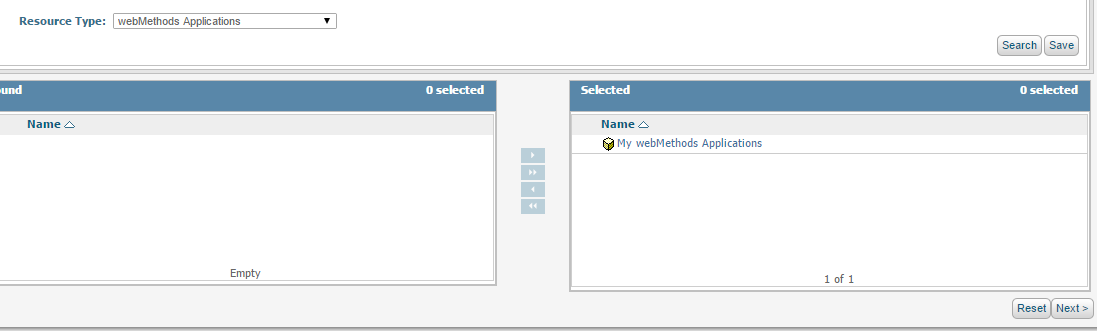 Resource Type: webMethods Applications
Search Save
ound 0 selected
Name
Empty
Selected 0 selected
Name
My webMethods Applications
1 of 1
Reset Next >